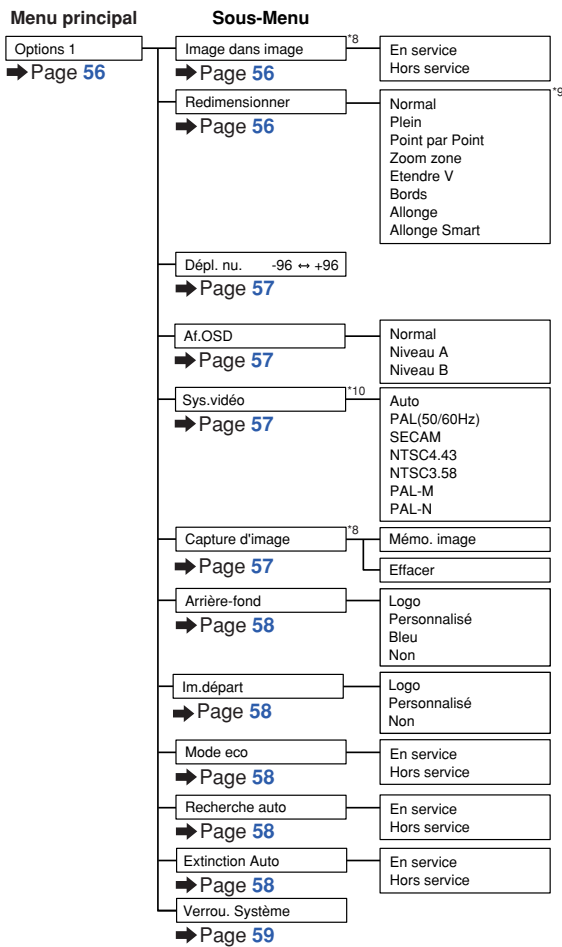 Menu principal Sous-Menu
Options 1
Page 56
Image dans image *8
Page 56
En service
Hors service
Redimensionner
Page 56
*9
Normal
Plein
Point par Point
Zoom zone
Etendre V
Bords
Allonge
Allonge Smart
Dépl. nu. -96 ↔ +96
Page 57
Af.OSD
Page 57
Normal
Niveau A
Niveau B
Sys.vidéo *10
Page 57
Auto
PAL(50/60Hz)
SECAM
NTSC4.43
NTSC3.58
PAL-M
PAL-N
Capture d'image *8
Page 57
Mémo. image
Effacer
Arrière-fond
Page 58
Logo
Personnalisé
Bleu
Non
Im.départ
Page 58
Logo
Personnalisé
Non
Mode eco
Page 58
En service
Hors service
Recherche auto
Page 58
En service
Hors service
Extinction Auto
Page 58
En service
Hors service
Verrou. Système
Page 59